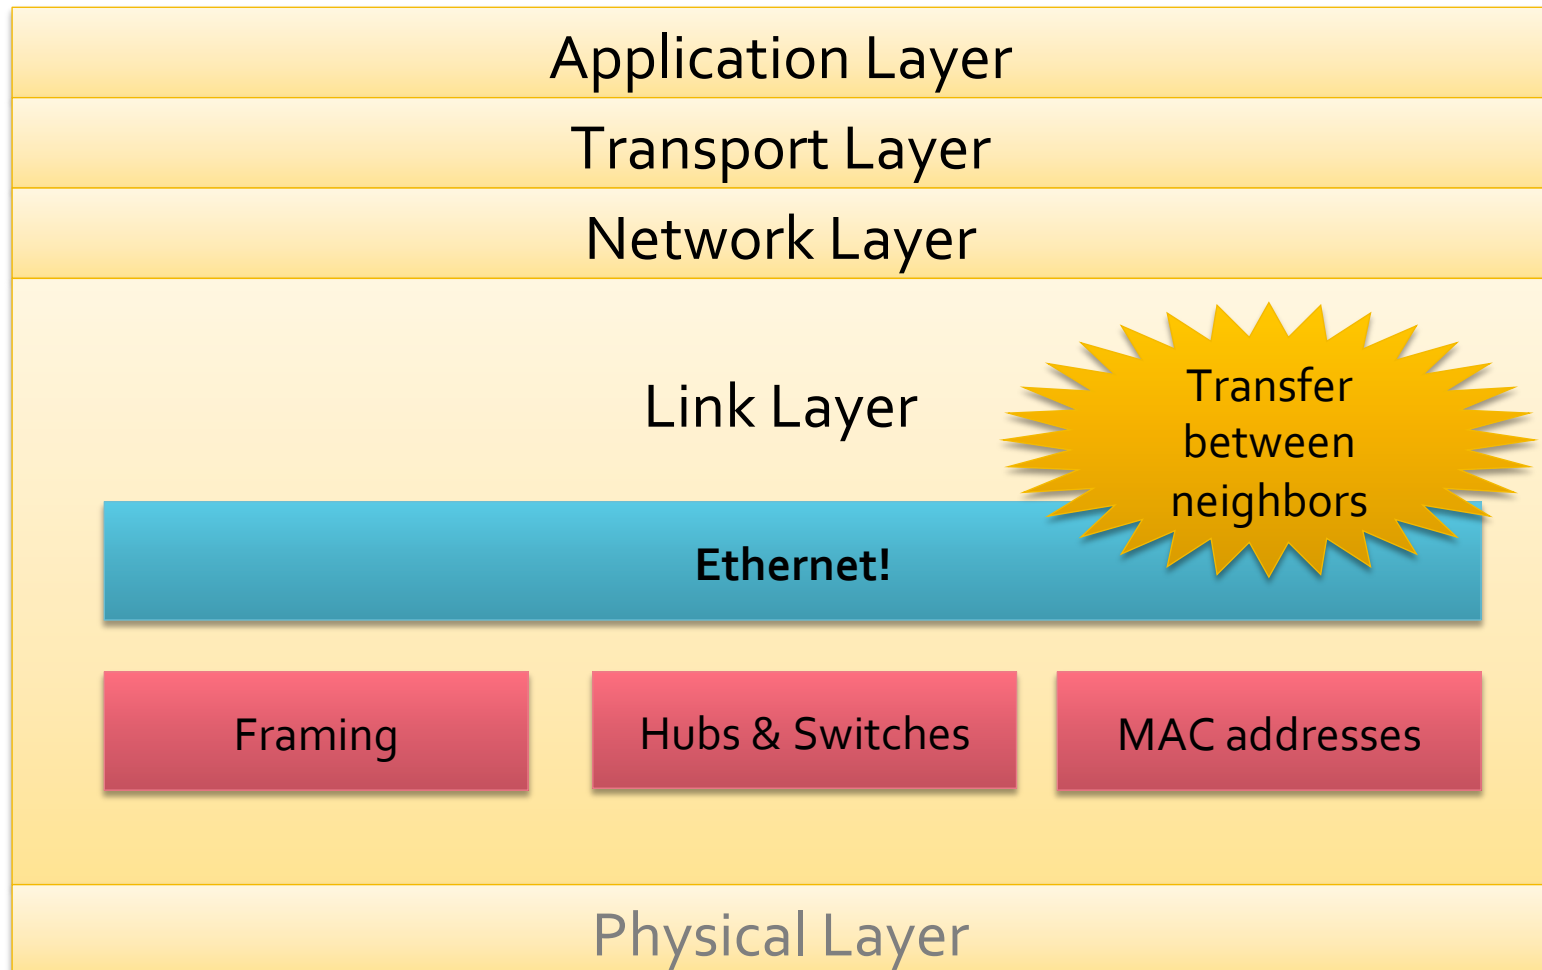 Application Layer
Transport Layer
Network Layer
Link Layer
Transfer
between
neighbors
Ethernet!
Framing
Hubs & Switches
MAC addresses
Physical Layer